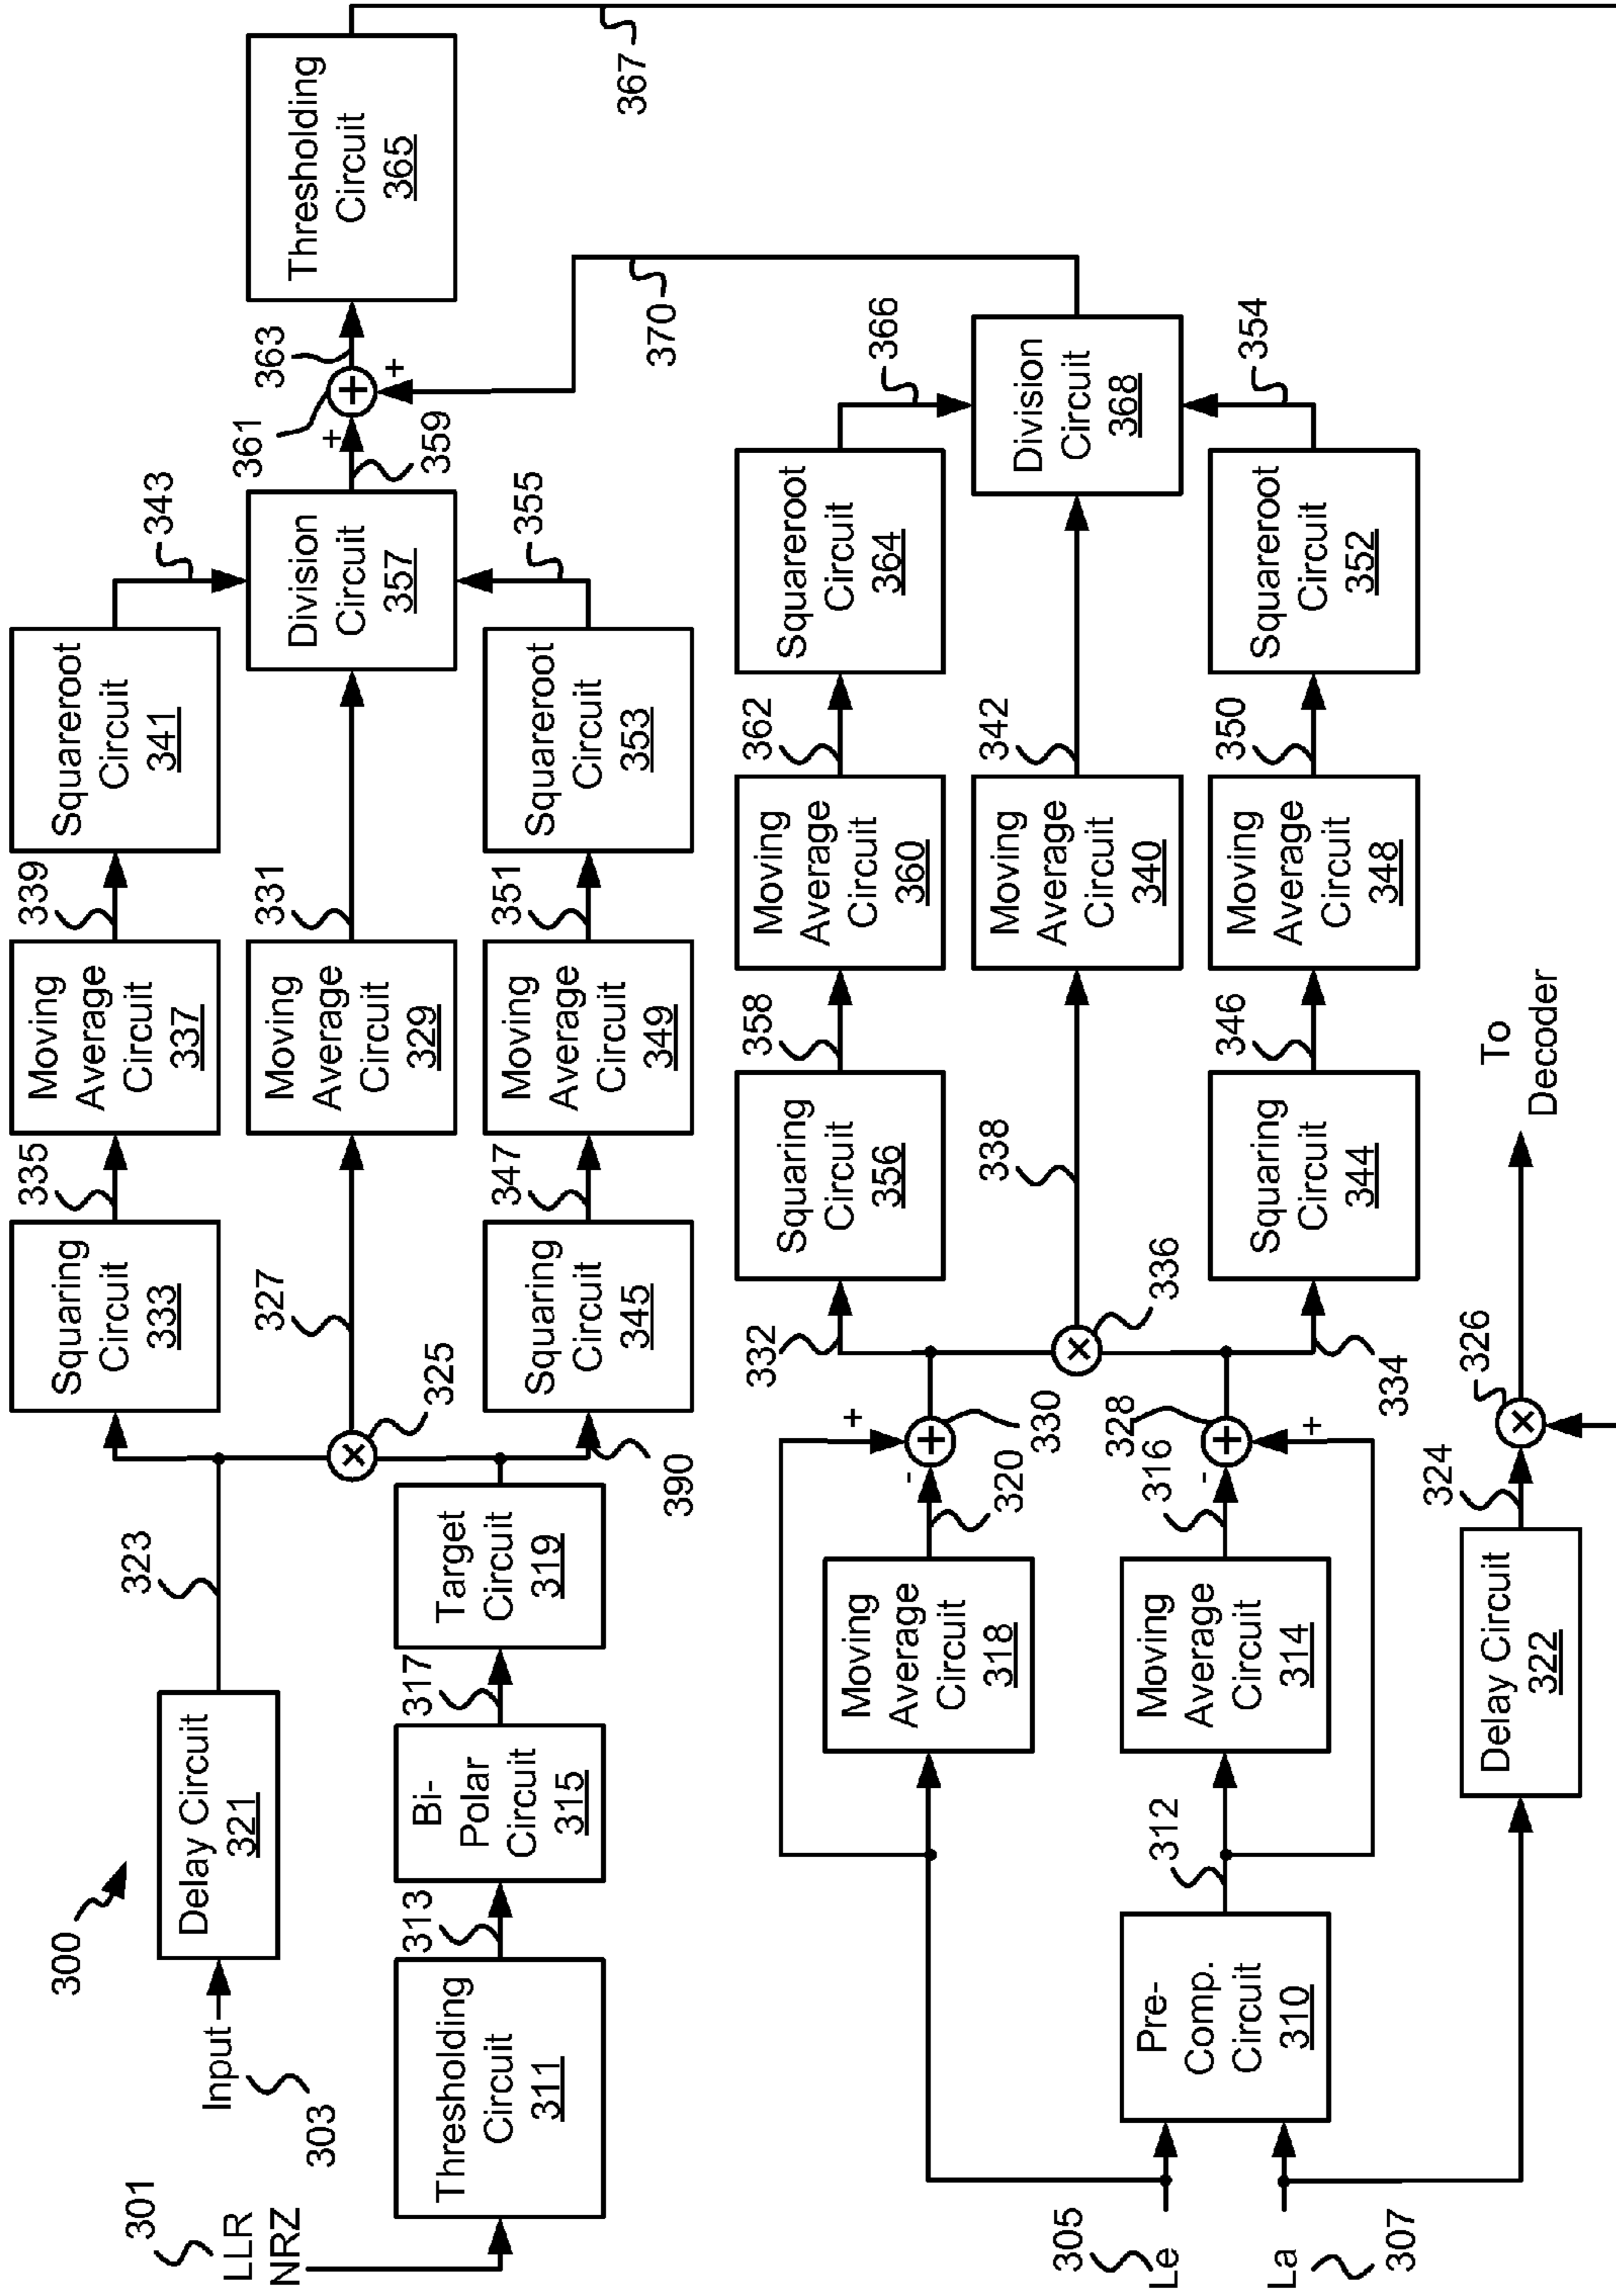 300
301
LLR
NRZ
Input
303
Delay Circuit
321
323
Thresholding
Circuit
311
313
Bi-
Polar
Circuit
315
317
Target
Circuit
319
390
×
325
327
Squaring
Circuit
333
335
Moving
Average
Circuit
337
339
Squareroot
Circuit
341
343
Moving
Average
Circuit
329
331
Squaring
Circuit
345
347
Moving
Average
Circuit
349
351
Squareroot
Circuit
353
355
Division
Circuit
357
359
+
+
+
361
363
Thresholding
Circuit
365
367
370
305
Le
La
307
Pre-
Comp.
Circuit
310
312
Moving
Average
Circuit
318
320
Moving
Average
Circuit
314
316
+
-
+
330
328
-
+
+
332
334
×
336
338
Squaring
Circuit
356
358
Moving
Average
Circuit
360
362
Squareroot
Circuit
364
366
Moving
Average
Circuit
340
342
Squaring
Circuit
344
346
Moving
Average
Circuit
348
350
Squareroot
Circuit
352
354
Division
Circuit
368
Delay Circuit
322
324
×
326
To
Decoder